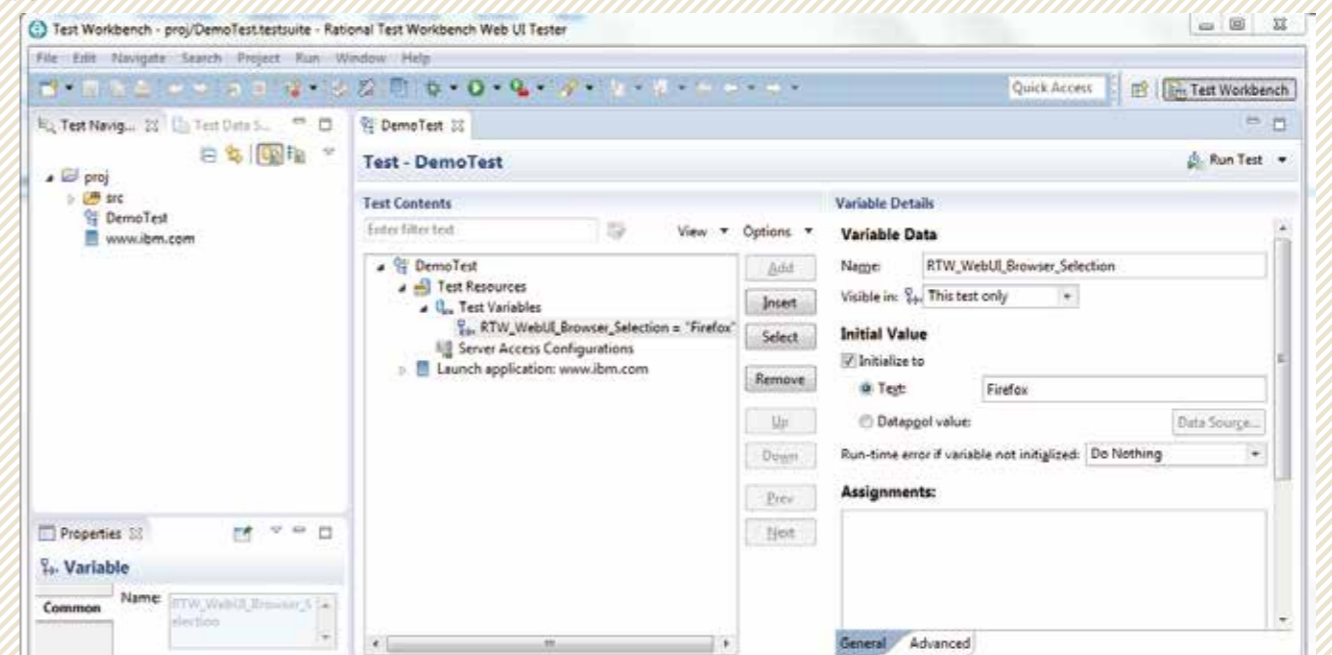 Test Workbench - proj/DemoTest.testsuite - Rational Test Workbench Web UI Tester
File Edit Navigate Search Project Run Window Help
Quick Access
Test Workbench
Test Navig...
Test Data S...
proj
src
DemoTest
www.ibm.com
DemoTest
Test - DemoTest
Run Test
Test Contents
Enter filter text
View
Options
DemoTest
Test Resources
Test Variables
RTW_WebUI_Browser_Selection = "Firefox"
Server Access Configurations
Launch application: www.ibm.com
Add
Insert
Select
Remove
Up
Down
Prev
Next
Variable Details
Variable Data
Name: RTW_WebUI_Browser_Selection
Visible in: This test only
Initial Value
Initialize to
Text: Firefox
Datapool value: Data Source...
Run-time error if variable not initialized: Do Nothing
Assignments:
General Advanced
Properties
Variable
Common
Name: RTW_WebUI_Browser_S
election